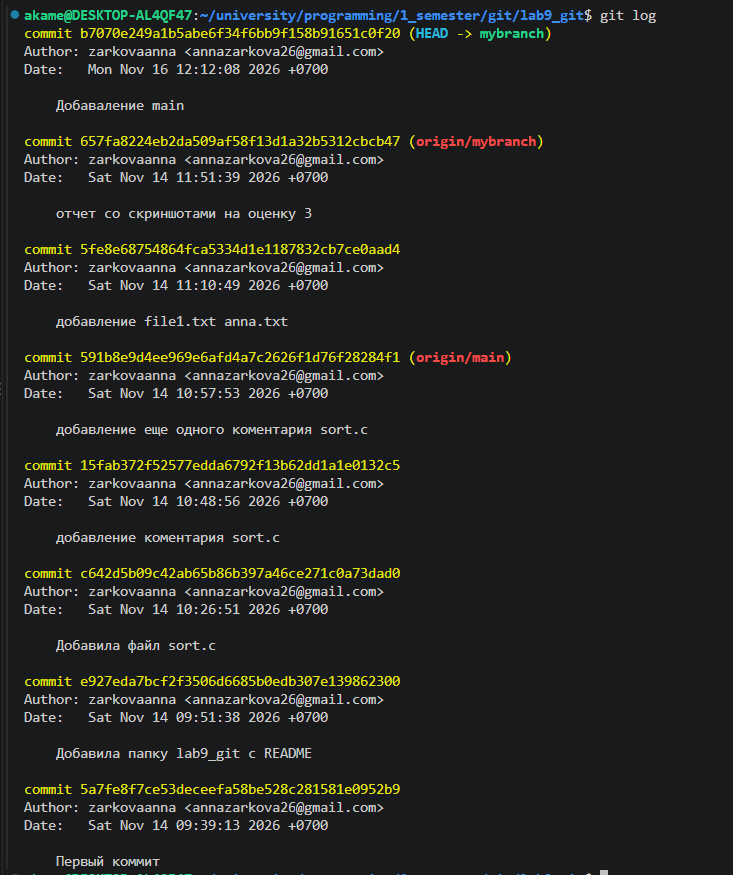 akame@DESKTOP-AL4QF47:~/university/programming/1_semester/git/lab9_git$ git log
commit b7070e249a1b5abe6f34f6bb9f158b91651c0f20 (HEAD -> mybranch)
Author: zarkovaanna <annazarkova26@gmail.com>
Date:   Mon Nov 16 12:12:08 2026 +0700
Добаваление main
commit 657fa8224eb2da509af58f13d1a32b5312cbcb47 (origin/mybranch)
Author: zarkovaanna <annazarkova26@gmail.com>
Date:   Sat Nov 14 11:51:39 2026 +0700
отчет со скриншотами на оценку 3
commit 5fe8e68754864fca5334d1e1187832cb7ce0aad4
Author: zarkovaanna <annazarkova26@gmail.com>
Date:   Sat Nov 14 11:10:49 2026 +0700
добавление file1.txt anna.txt
commit 591b8e9d4ee969e6afd4a7c2626f1d76f28284f1 (origin/main)
Author: zarkovaanna <annazarkova26@gmail.com>
Date:   Sat Nov 14 10:57:53 2026 +0700
добавление еще одного коментария sort.c
commit 15fab372f52577edda6792f13b62dd1a1e0132c5
Author: zarkovaanna <annazarkova26@gmail.com>
Date:   Sat Nov 14 10:48:56 2026 +0700
добавление коментария sort.c
commit c642d5b09c42ab65b86b397a46ce271c0a73dad0
Author: zarkovaanna <annazarkova26@gmail.com>
Date:   Sat Nov 14 10:26:51 2026 +0700
Добавила файл sort.c
commit e927eda7bcf2f3506d6685b0edb307e139862300
Author: zarkovaanna <annazarkova26@gmail.com>
Date:   Sat Nov 14 09:51:38 2026 +0700
Добавила папку lab9_git с README
commit 5a7fe8f7ce53deceefa58be528c281581e0952b9
Author: zarkovaanna <annazarkova26@gmail.com>
Date:   Sat Nov 14 09:39:13 2026 +0700
Первый коммит